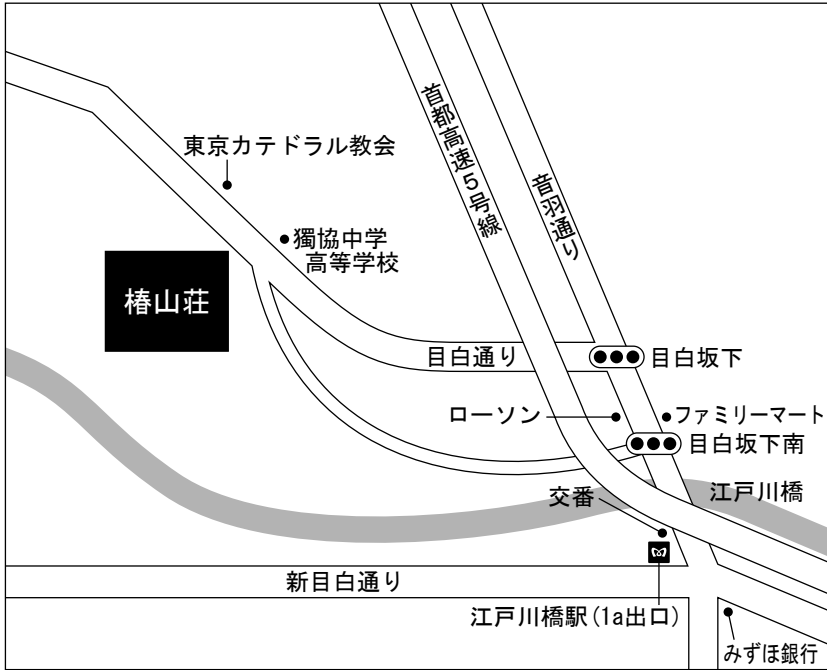 首都高速5号線
音羽通り
東京カテドラル教会
獨協中学
高等学校
椿山荘
目白通り
目白坂下
ローソン
ファミリーマート
目白坂下南
交番
江戸川橋
新目白通り
江戸川橋駅(1a出口)
みずほ銀行